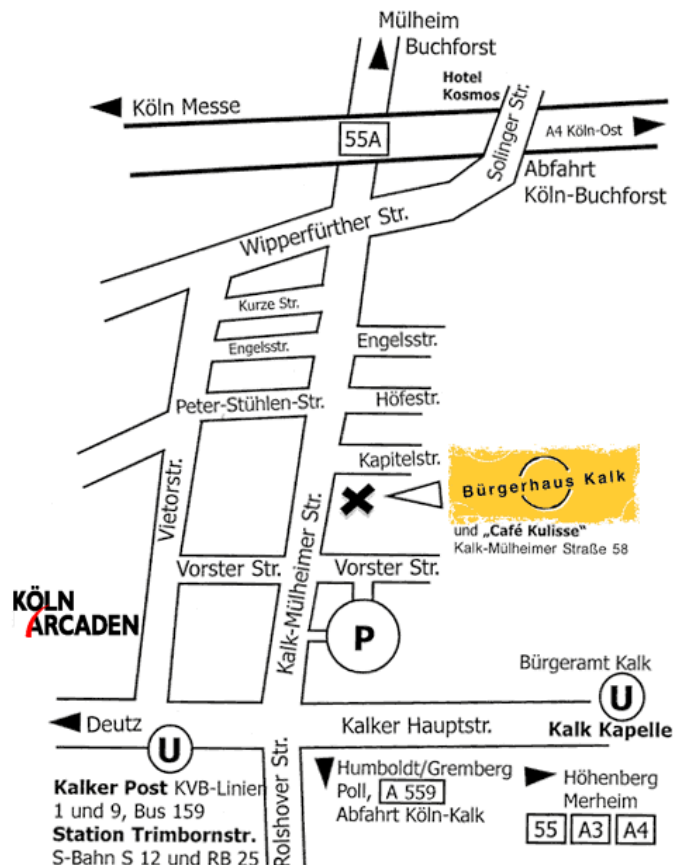 Mülheim
Buchforst
Hotel
Kosmos
Köln Messe
Solinger Str.
55A
A4 Köln-Ost
Abfahrt
Köln-Buchforst
Wipperfürther Str.
Kurze Str.
Engelsstr.
Engelsstr.
Peter-Stühlen-Str.
Höfestr.
Kapitelstr.
Bürgerhaus Kalk
und „Café Kulisse"
Kalk-Mülheimer Straße 58
Vietorstr.
Kalk-Mülheimer Str.
Vorster Str.
Vorster Str.
KÖLN
ARCADEN
P
Bürgeramt Kalk
U
Kalk Kapelle
Deutz
Kalker Hauptstr.
U
Rolshover Str.
Kalker Post KVB-Linien
1 und 9, Bus 159
Station Trimbornstr.
S-Bahn S 12 und RB 25
Humboldt/Gremberg
Poll, A 559
Abfahrt Köln-Kalk
Höhenberg
Merheim
55 A3 A4